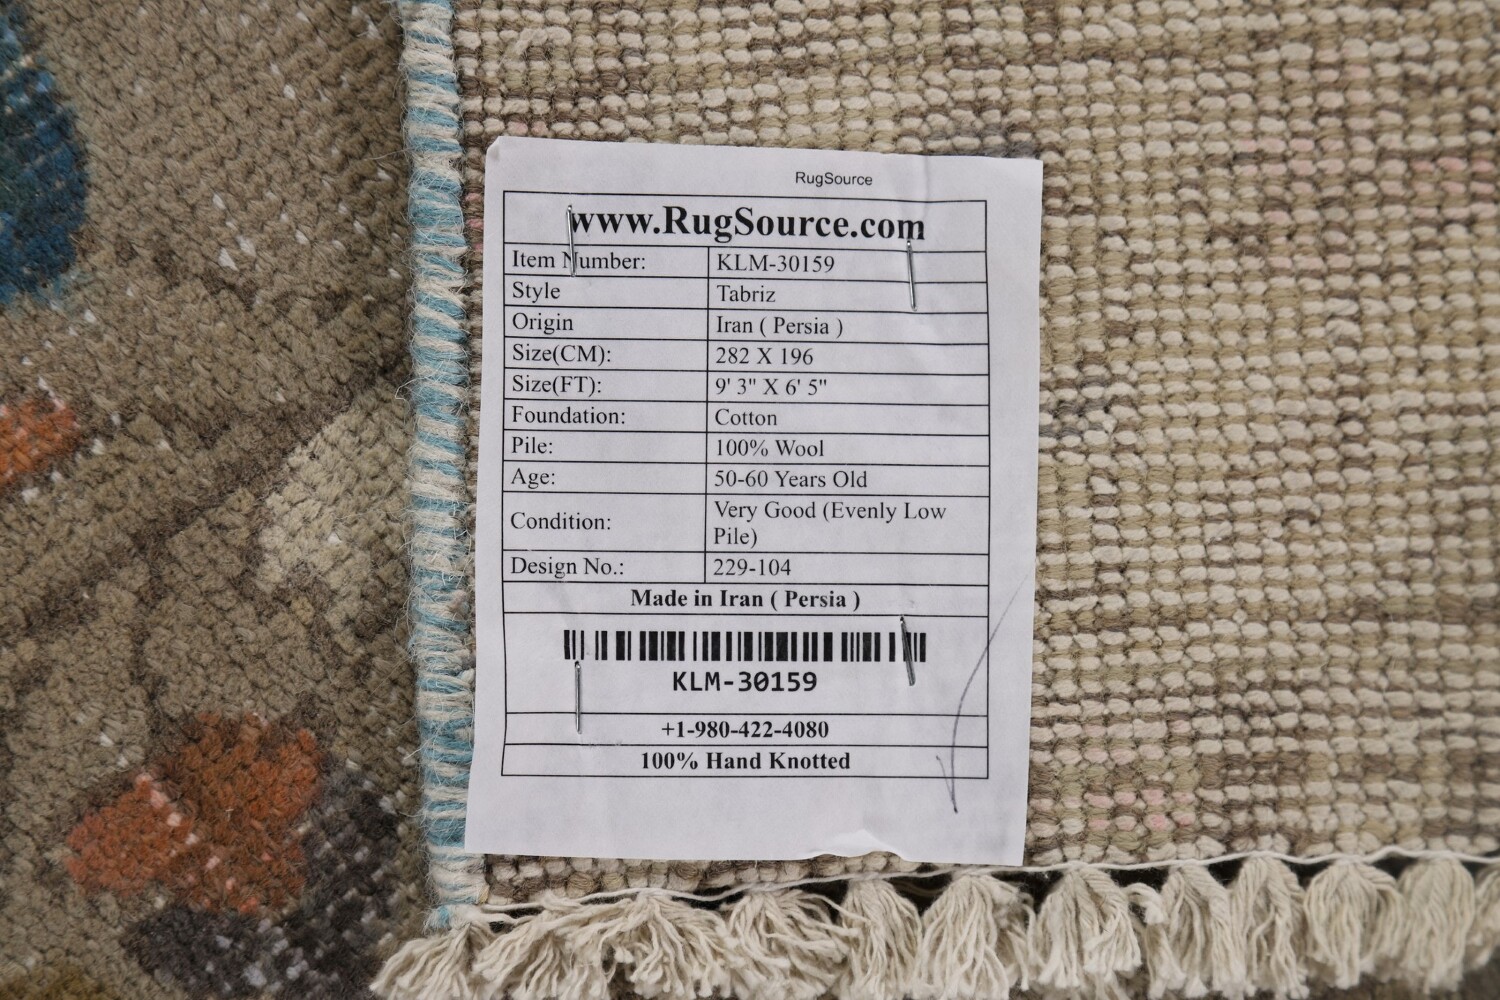 RugSource
www.RugSource.com
Item Number: KLM-30159
Style Tabriz
Origin Iran ( Persia )
Size(CM): 282 X 196
Size(FT): 9' 3" X 6' 5"
Foundation: Cotton
Pile: 100% Wool
Age: 50-60 Years Old
Condition: Very Good (Evenly Low
Pile)
Design No.: 229-104
Made in Iran ( Persia )
KLM-30159
+1-980-422-4080
100% Hand Knotted